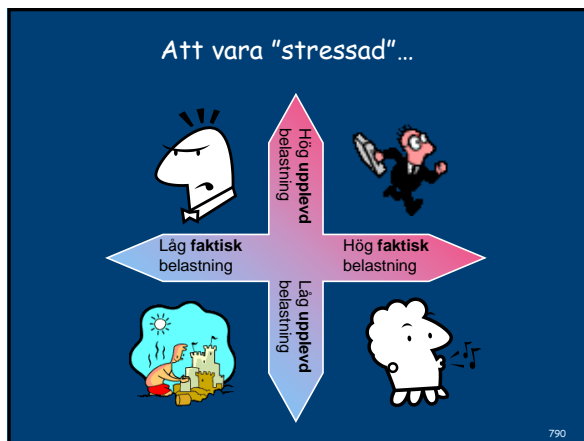 Att vara ”stressad”…
Hög upplevd
belastning
Låg faktisk
belastning
Hög faktisk
belastning
Låg upplevd
belastning
790